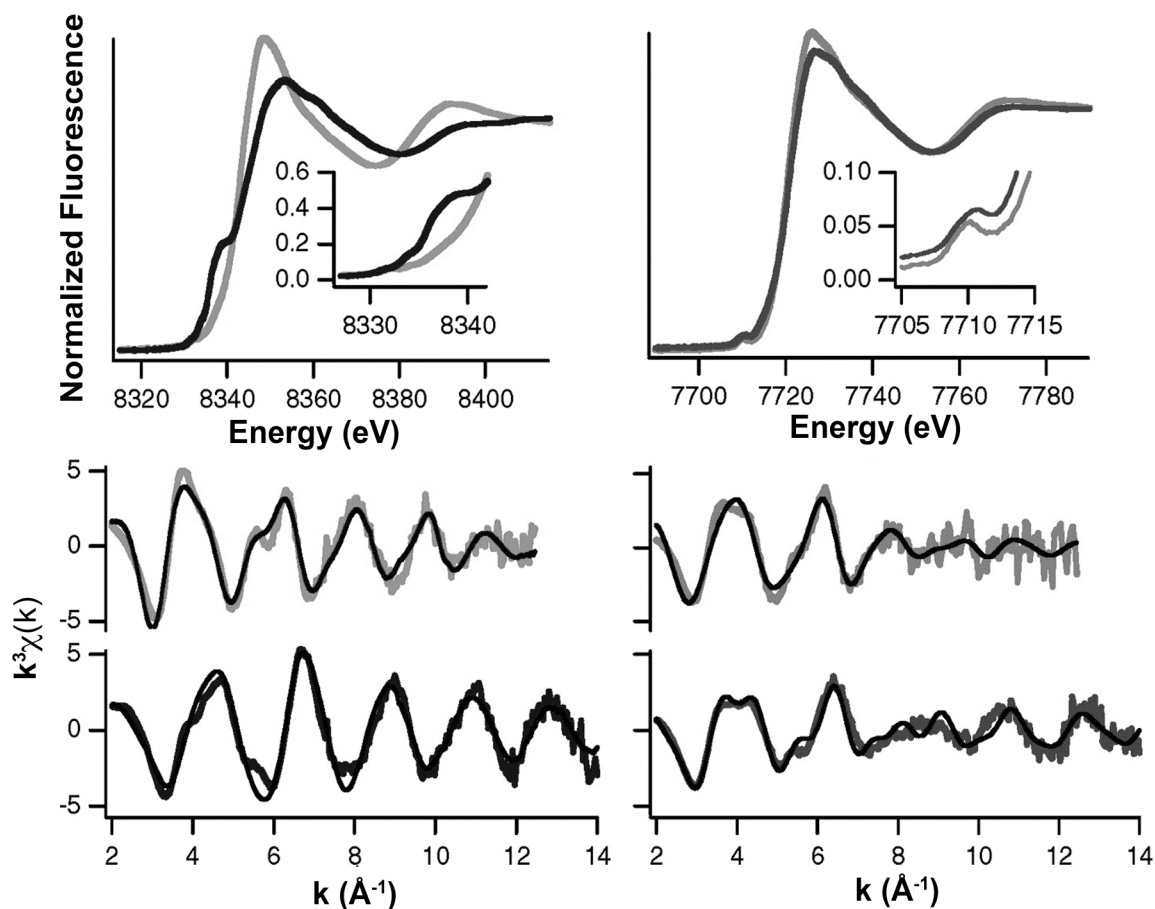 Normalized Fluorescence
0.6
0.4
0.2
0.0
8330 8340
8320 8340 8360 8380 8400
Energy (eV)
0.10
0.05
0.00
7705 7710 7715
7700 7720 7740 7760 7780
Energy (eV)
k³χ(k)
5
0
-5
5
0
-5
2 4 6 8 10 12 14
k (Å⁻¹)
2 4 6 8 10 12 14
k (Å⁻¹)